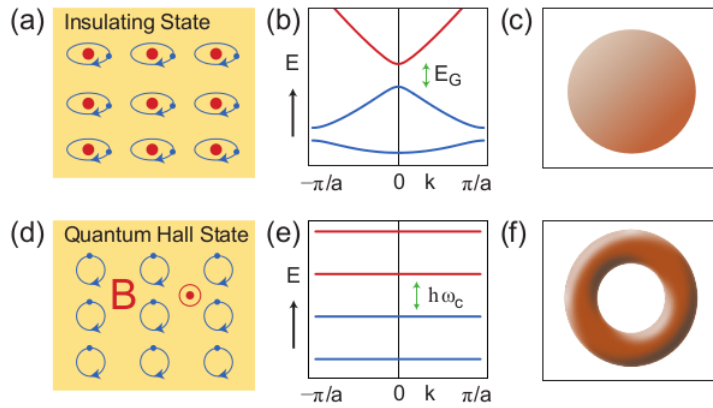 (a) Insulating State
(b)
E
E_G
−π/a 0 k π/a
(c)
(d) Quantum Hall State
B
(e)
E
hω_c
−π/a 0 k π/a
(f)